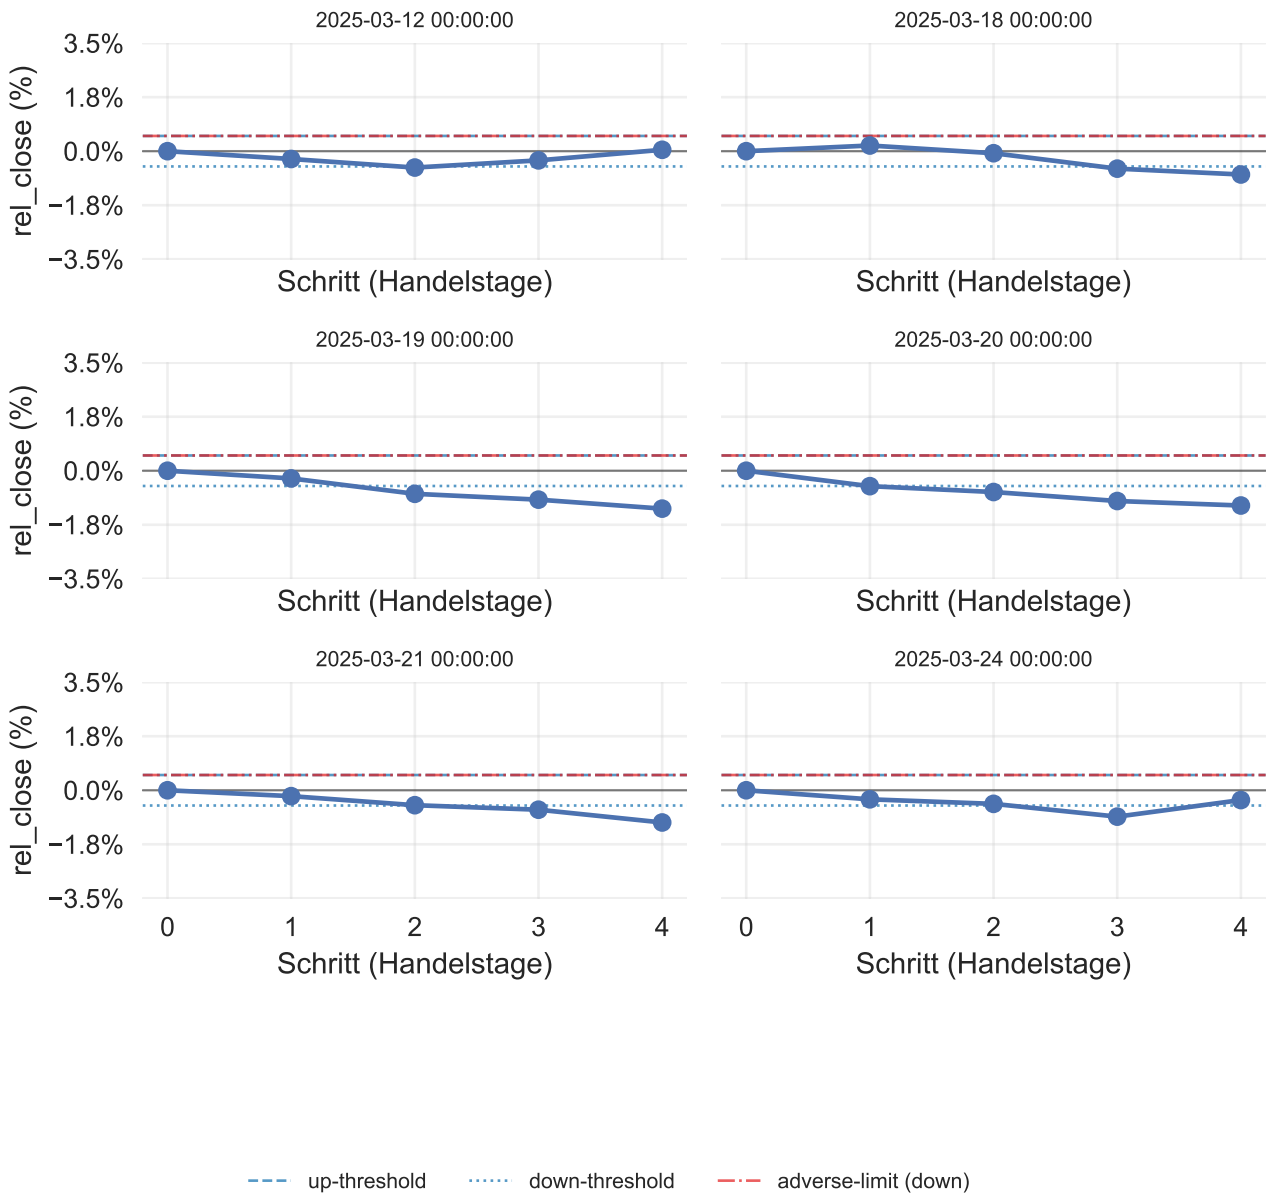 2025-03-12 00:00:00
2025-03-18 00:00:00
3.5%
1.8%
0.0%
−1.8%
−3.5%
rel_close (%)
Schritt (Handelstage)
Schritt (Handelstage)
2025-03-19 00:00:00
2025-03-20 00:00:00
3.5%
1.8%
0.0%
−1.8%
−3.5%
rel_close (%)
Schritt (Handelstage)
Schritt (Handelstage)
2025-03-21 00:00:00
2025-03-24 00:00:00
3.5%
1.8%
0.0%
−1.8%
−3.5%
rel_close (%)
0 1 2 3 4
0 1 2 3 4
Schritt (Handelstage)
Schritt (Handelstage)
up-threshold
down-threshold
adverse-limit (down)